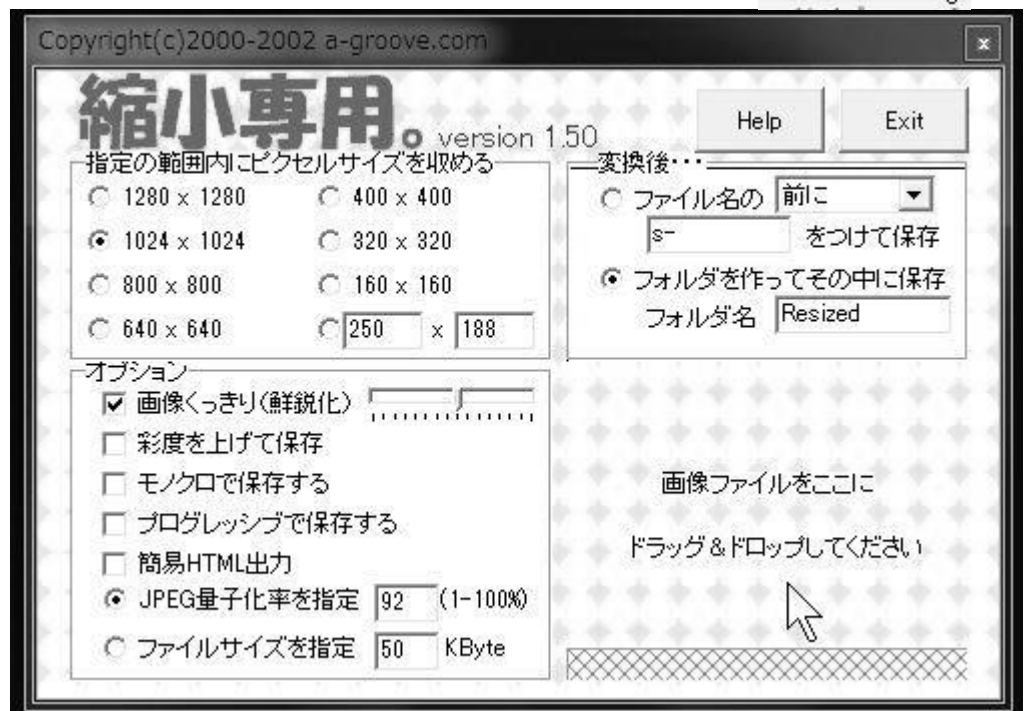 Copyright(c)2000-2002 a-groove.com
縮小専用。version 1.50
Help
Exit
指定の範囲内にピクセルサイズを収める
1280 x 1280
400 x 400
1024 x 1024
320 x 320
800 x 800
160 x 160
640 x 640
250 x 188
変換後・・・
ファイル名の 前に
s- をつけて保存
フォルダを作ってその中に保存
フォルダ名 Resized
オプション
画像くっきり(鮮鋭化)
彩度を上げて保存
モノクロで保存する
プログレッシブで保存する
簡易HTML出力
JPEG量子化率を指定 92 (1-100%)
ファイルサイズを指定 50 KByte
画像ファイルをここに
ドラッグ&ドロップしてください